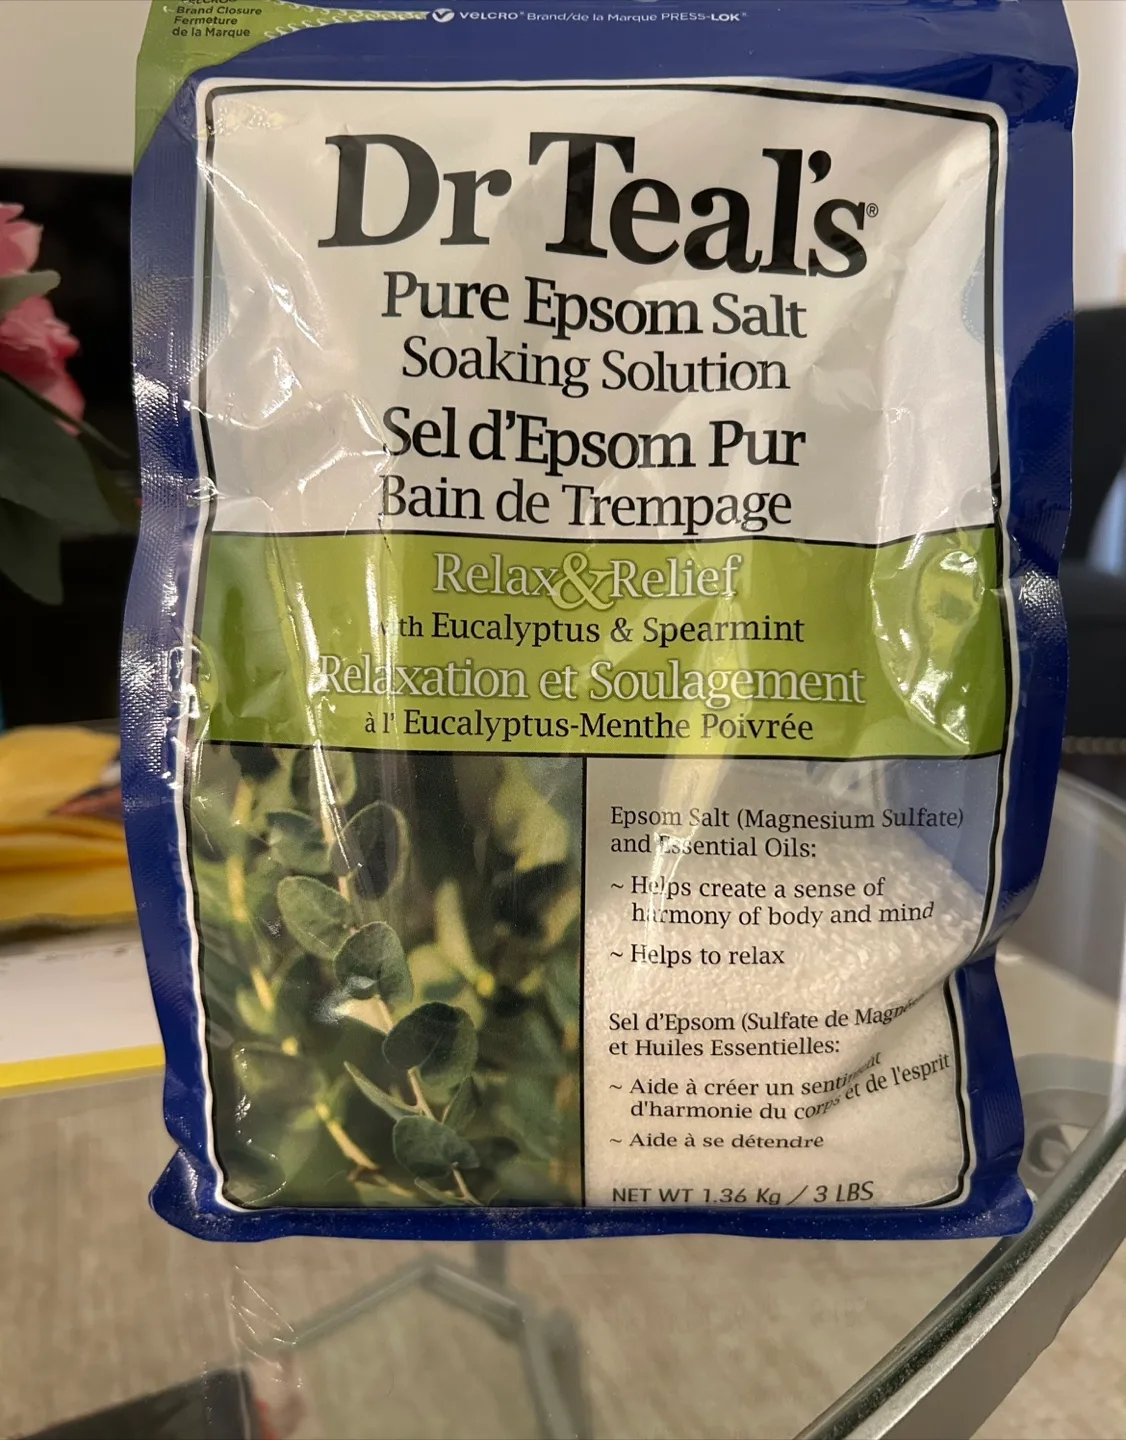 Brand Closure
Fermeture
de la Marque
VELCRO® Brand/de la Marque PRESS-LOK®
Dr Teal's®
Pure Epsom Salt
Soaking Solution
Sel d'Epsom Pur
Bain de Trempage
Relax & Relief
with Eucalyptus & Spearmint
Relaxation et Soulagement
à l'Eucalyptus-Menthe Poivrée
Epsom Salt (Magnesium Sulfate)
and Essential Oils:
~ Helps create a sense of
harmony of body and mind
~ Helps to relax
Sel d'Epsom (Sulfate de
et Huiles Essentielles:
~ Aide à créer un sentiment
d'harmonie du corps et de l'esprit
~ Aide à se détendre
NET WT 1.36 Kg / 3 LBS